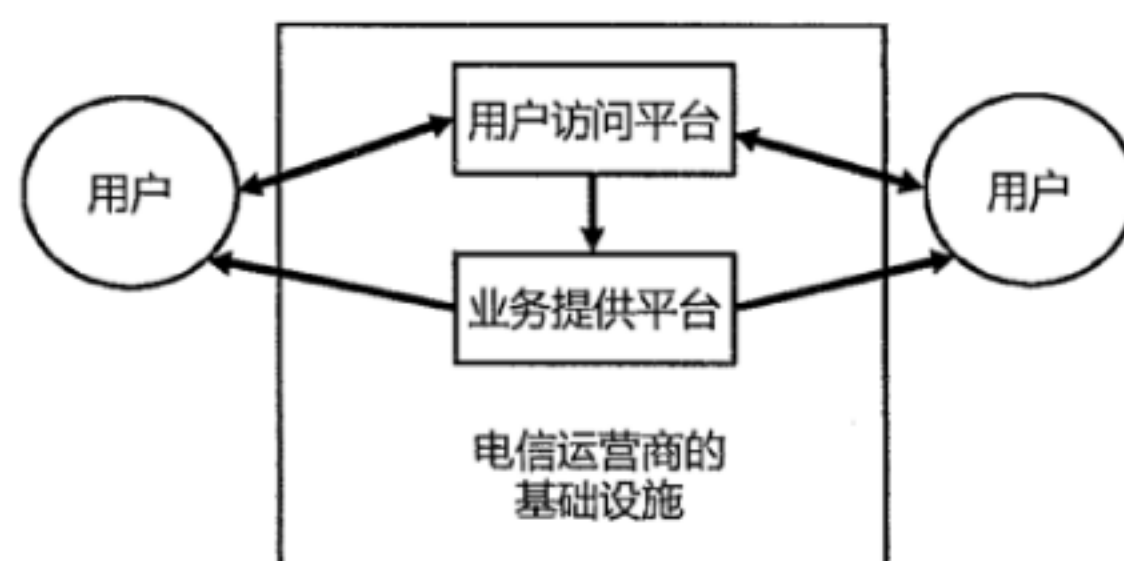 用户访问平台
用户
用户
业务提供平台
电信运营商的
基础设施